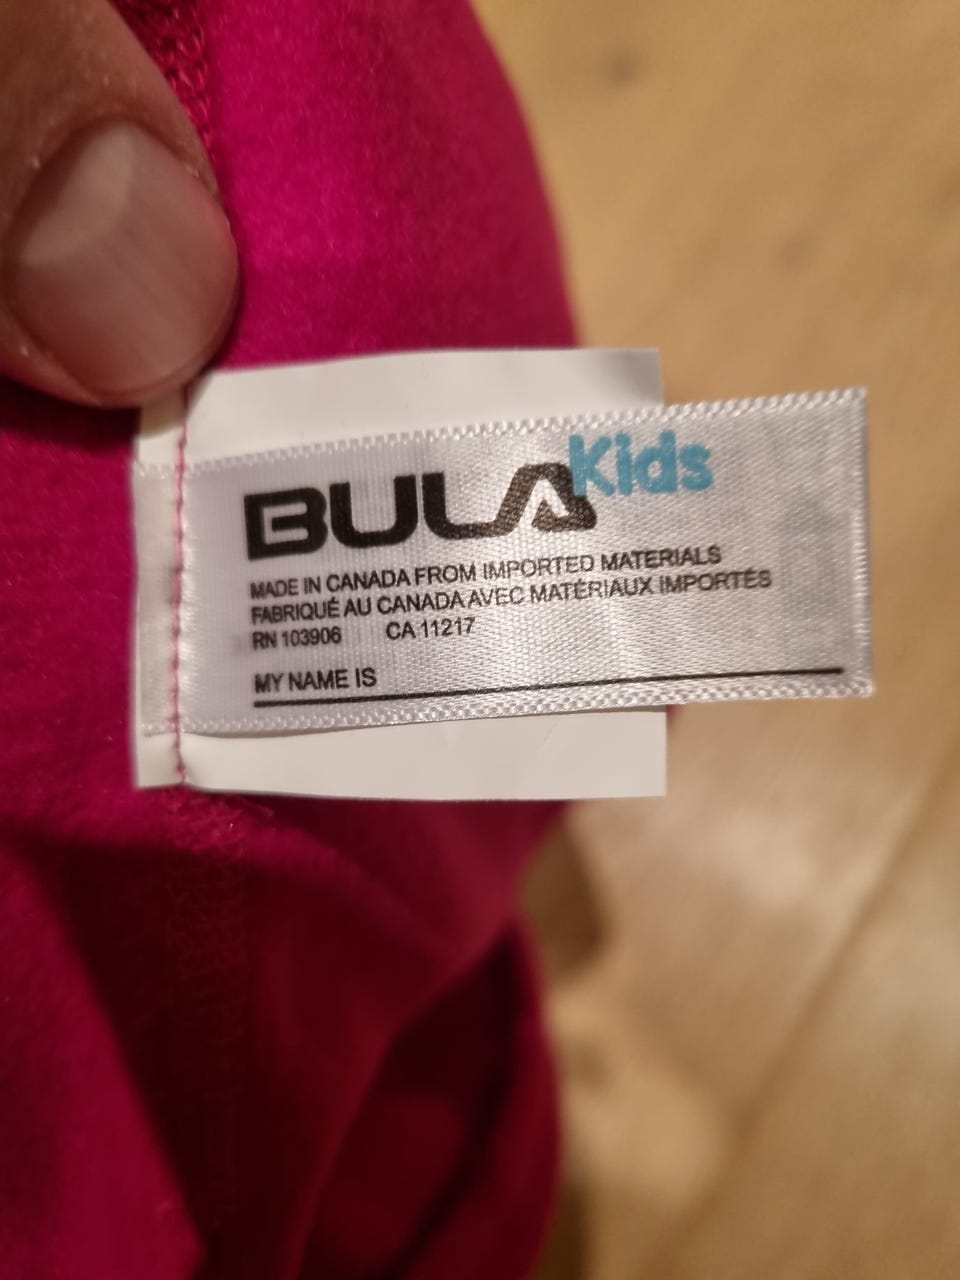 BULA Kids
MADE IN CANADA FROM IMPORTED MATERIALS
FABRIQUÉ AU CANADA AVEC MATÉRIAUX IMPORTÉS
RN 103906 CA 11217
MY NAME IS